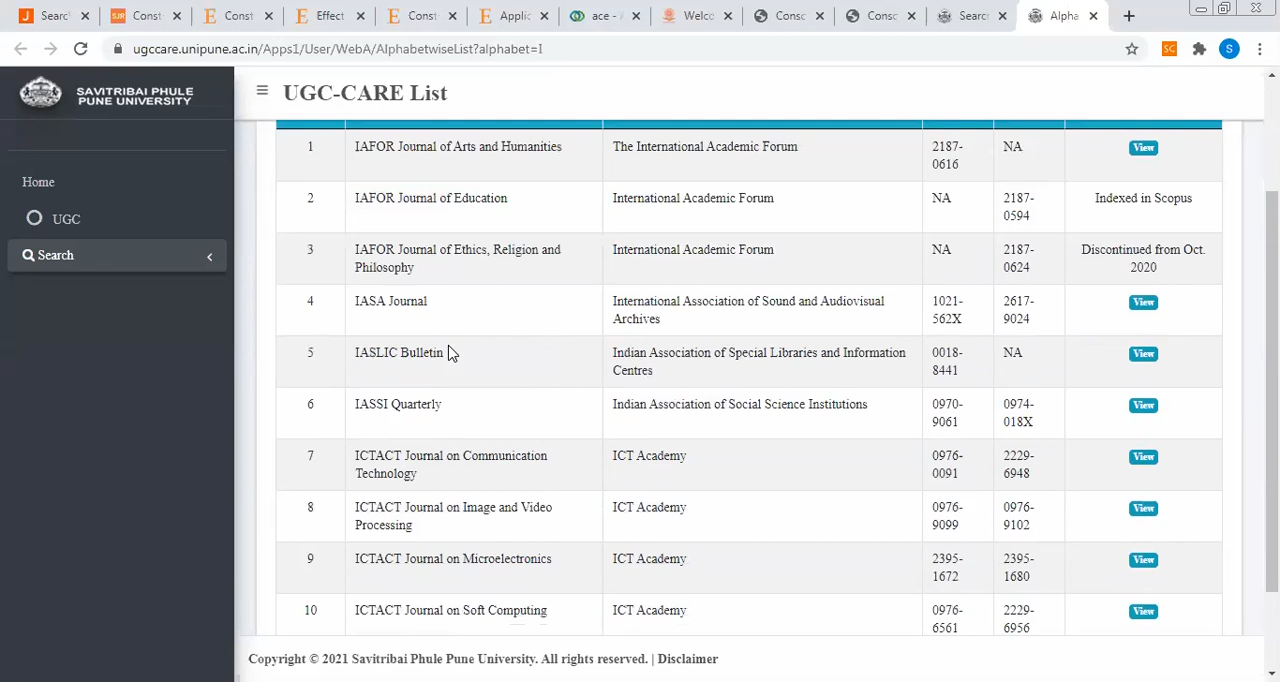 Searc
SJR Const
E Const
E Effect
E Const
E Applic
ace -
Welco
Consc
Consc
Searc
Alpha
ugccare.unipune.ac.in/Apps1/User/WebA/AlphabetwiseList?alphabet=I
SC
S
SAVITRIBAI PHULE
PUNE UNIVERSITY
UGC-CARE List
Home
UGC
Search
1 IAFOR Journal of Arts and Humanities The International Academic Forum 2187- NA View
0616
2 IAFOR Journal of Education International Academic Forum NA 2187- Indexed in Scopus
0594
3 IAFOR Journal of Ethics, Religion and International Academic Forum NA 2187- Discontinued from Oct.
Philosophy 0624 2020
4 IASA Journal International Association of Sound and Audiovisual 1021- 2617- View
Archives 562X 9024
5 IASLIC Bulletin Indian Association of Special Libraries and Information 0018- NA View
Centres 8441
6 IASSI Quarterly Indian Association of Social Science Institutions 0970- 0974- View
9061 018X
7 ICTACT Journal on Communication ICT Academy 0976- 2229- View
Technology 0091 6948
8 ICTACT Journal on Image and Video ICT Academy 0976- 0976- View
Processing 9099 9102
9 ICTACT Journal on Microelectronics ICT Academy 2395- 2395- View
1672 1680
10 ICTACT Journal on Soft Computing ICT Academy 0976- 2229- View
6561 6956
Copyright © 2021 Savitribai Phule Pune University. All rights reserved. | Disclaimer